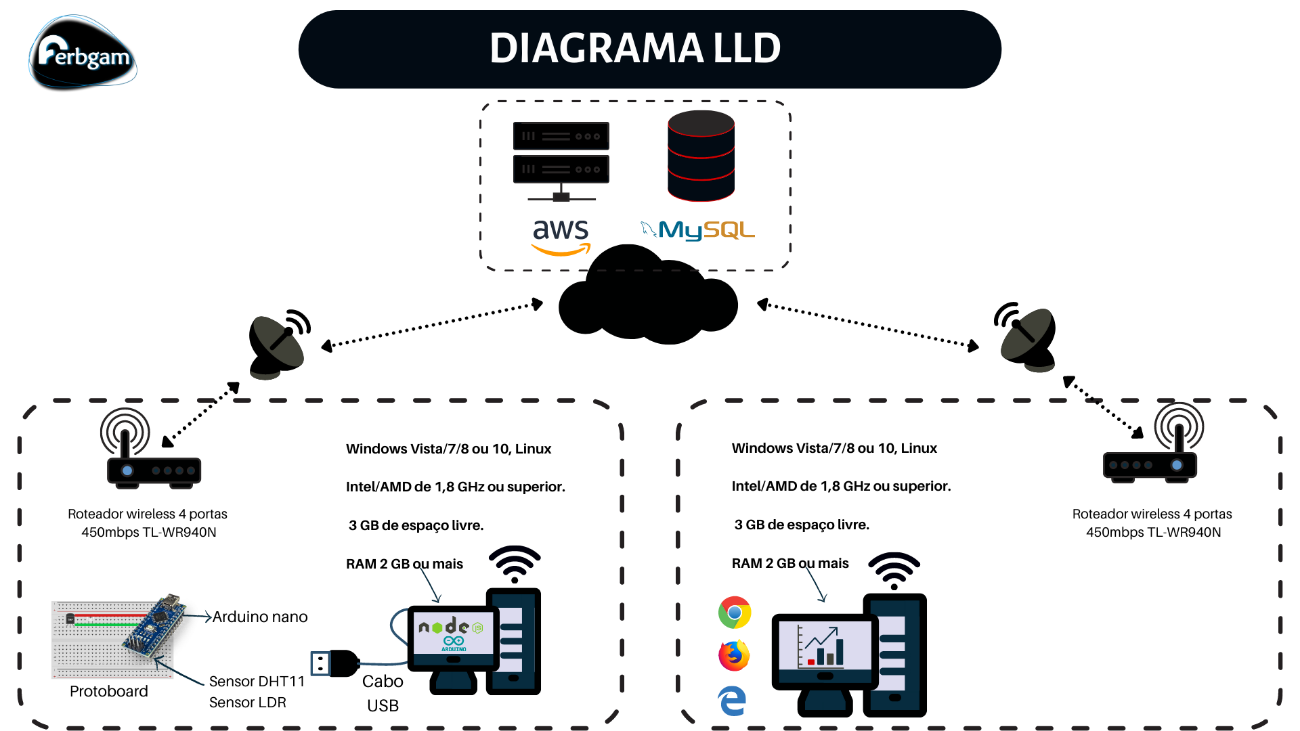 Ferbgam
DIAGRAMA LLD
aws
MySQL
Windows Vista/7/8 ou 10, Linux
Intel/AMD de 1,8 GHz ou superior.
3 GB de espaço livre.
RAM 2 GB ou mais
Roteador wireless 4 portas
450mbps TL-WR940N
Arduino nano
Sensor DHT11
Sensor LDR
Protoboard
Cabo
USB
node
JS
ARDUINO
Windows Vista/7/8 ou 10, Linux
Intel/AMD de 1,8 GHz ou superior.
3 GB de espaço livre.
RAM 2 GB ou mais
Roteador wireless 4 portas
450mbps TL-WR940N